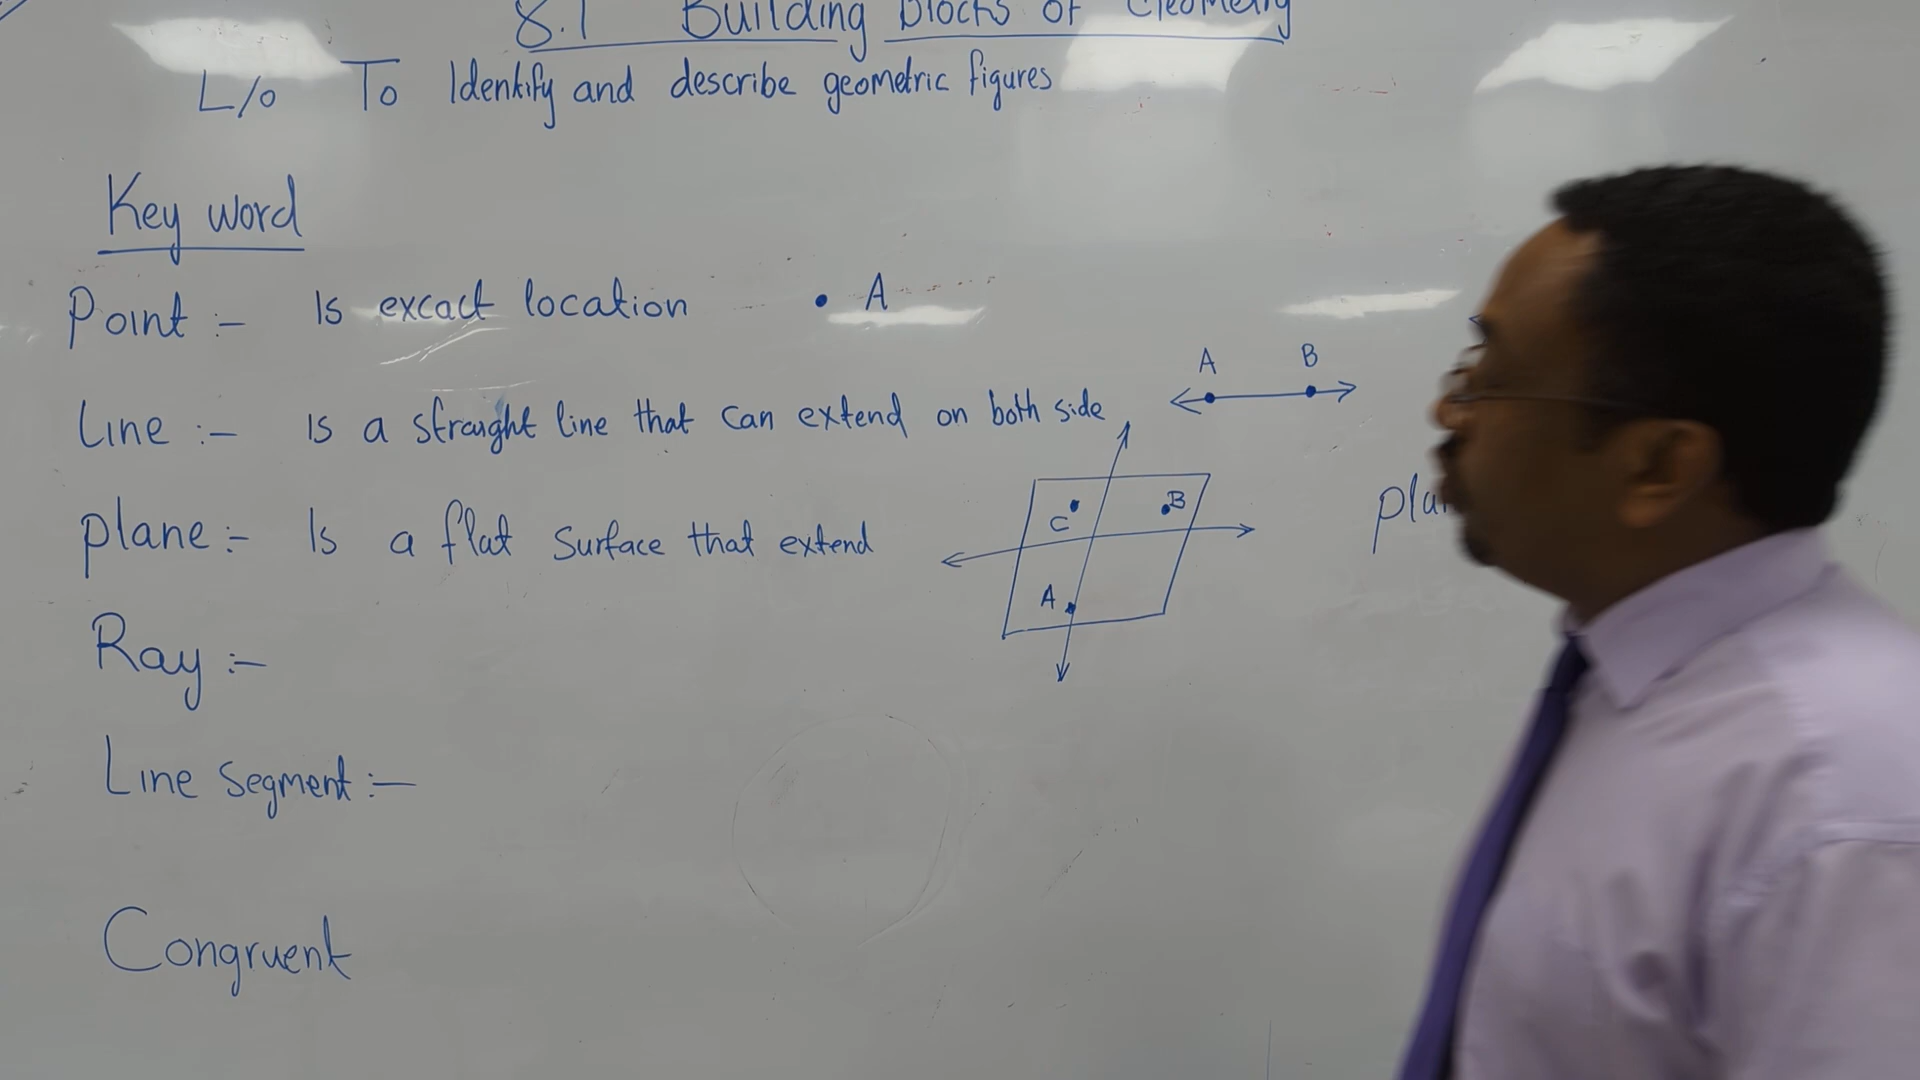 8.1 Building Blocks of Geometry
L/o To Identify and describe geometric figures
Key word
Point :- Is excact location A
Line :- Is a straight line that can extend on both side A B
plane :- Is a flat surface that extend C B A
Ray :-
Line Segment :-
Congruent